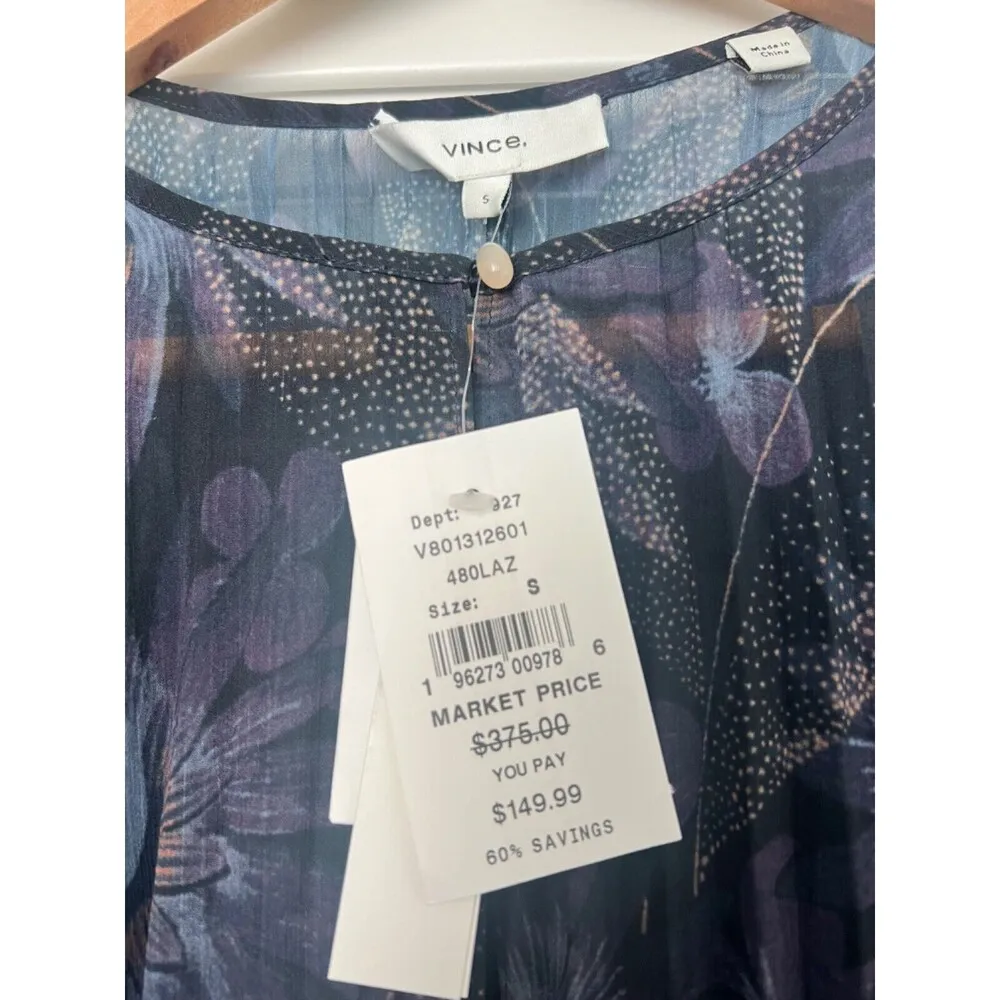 Made in
China
VINCe.
S
Dept: 927
V801312601
480LAZ
Size: S
1 96273 00978 6
MARKET PRICE
$375.00
YOU PAY
$149.99
60% SAVINGS